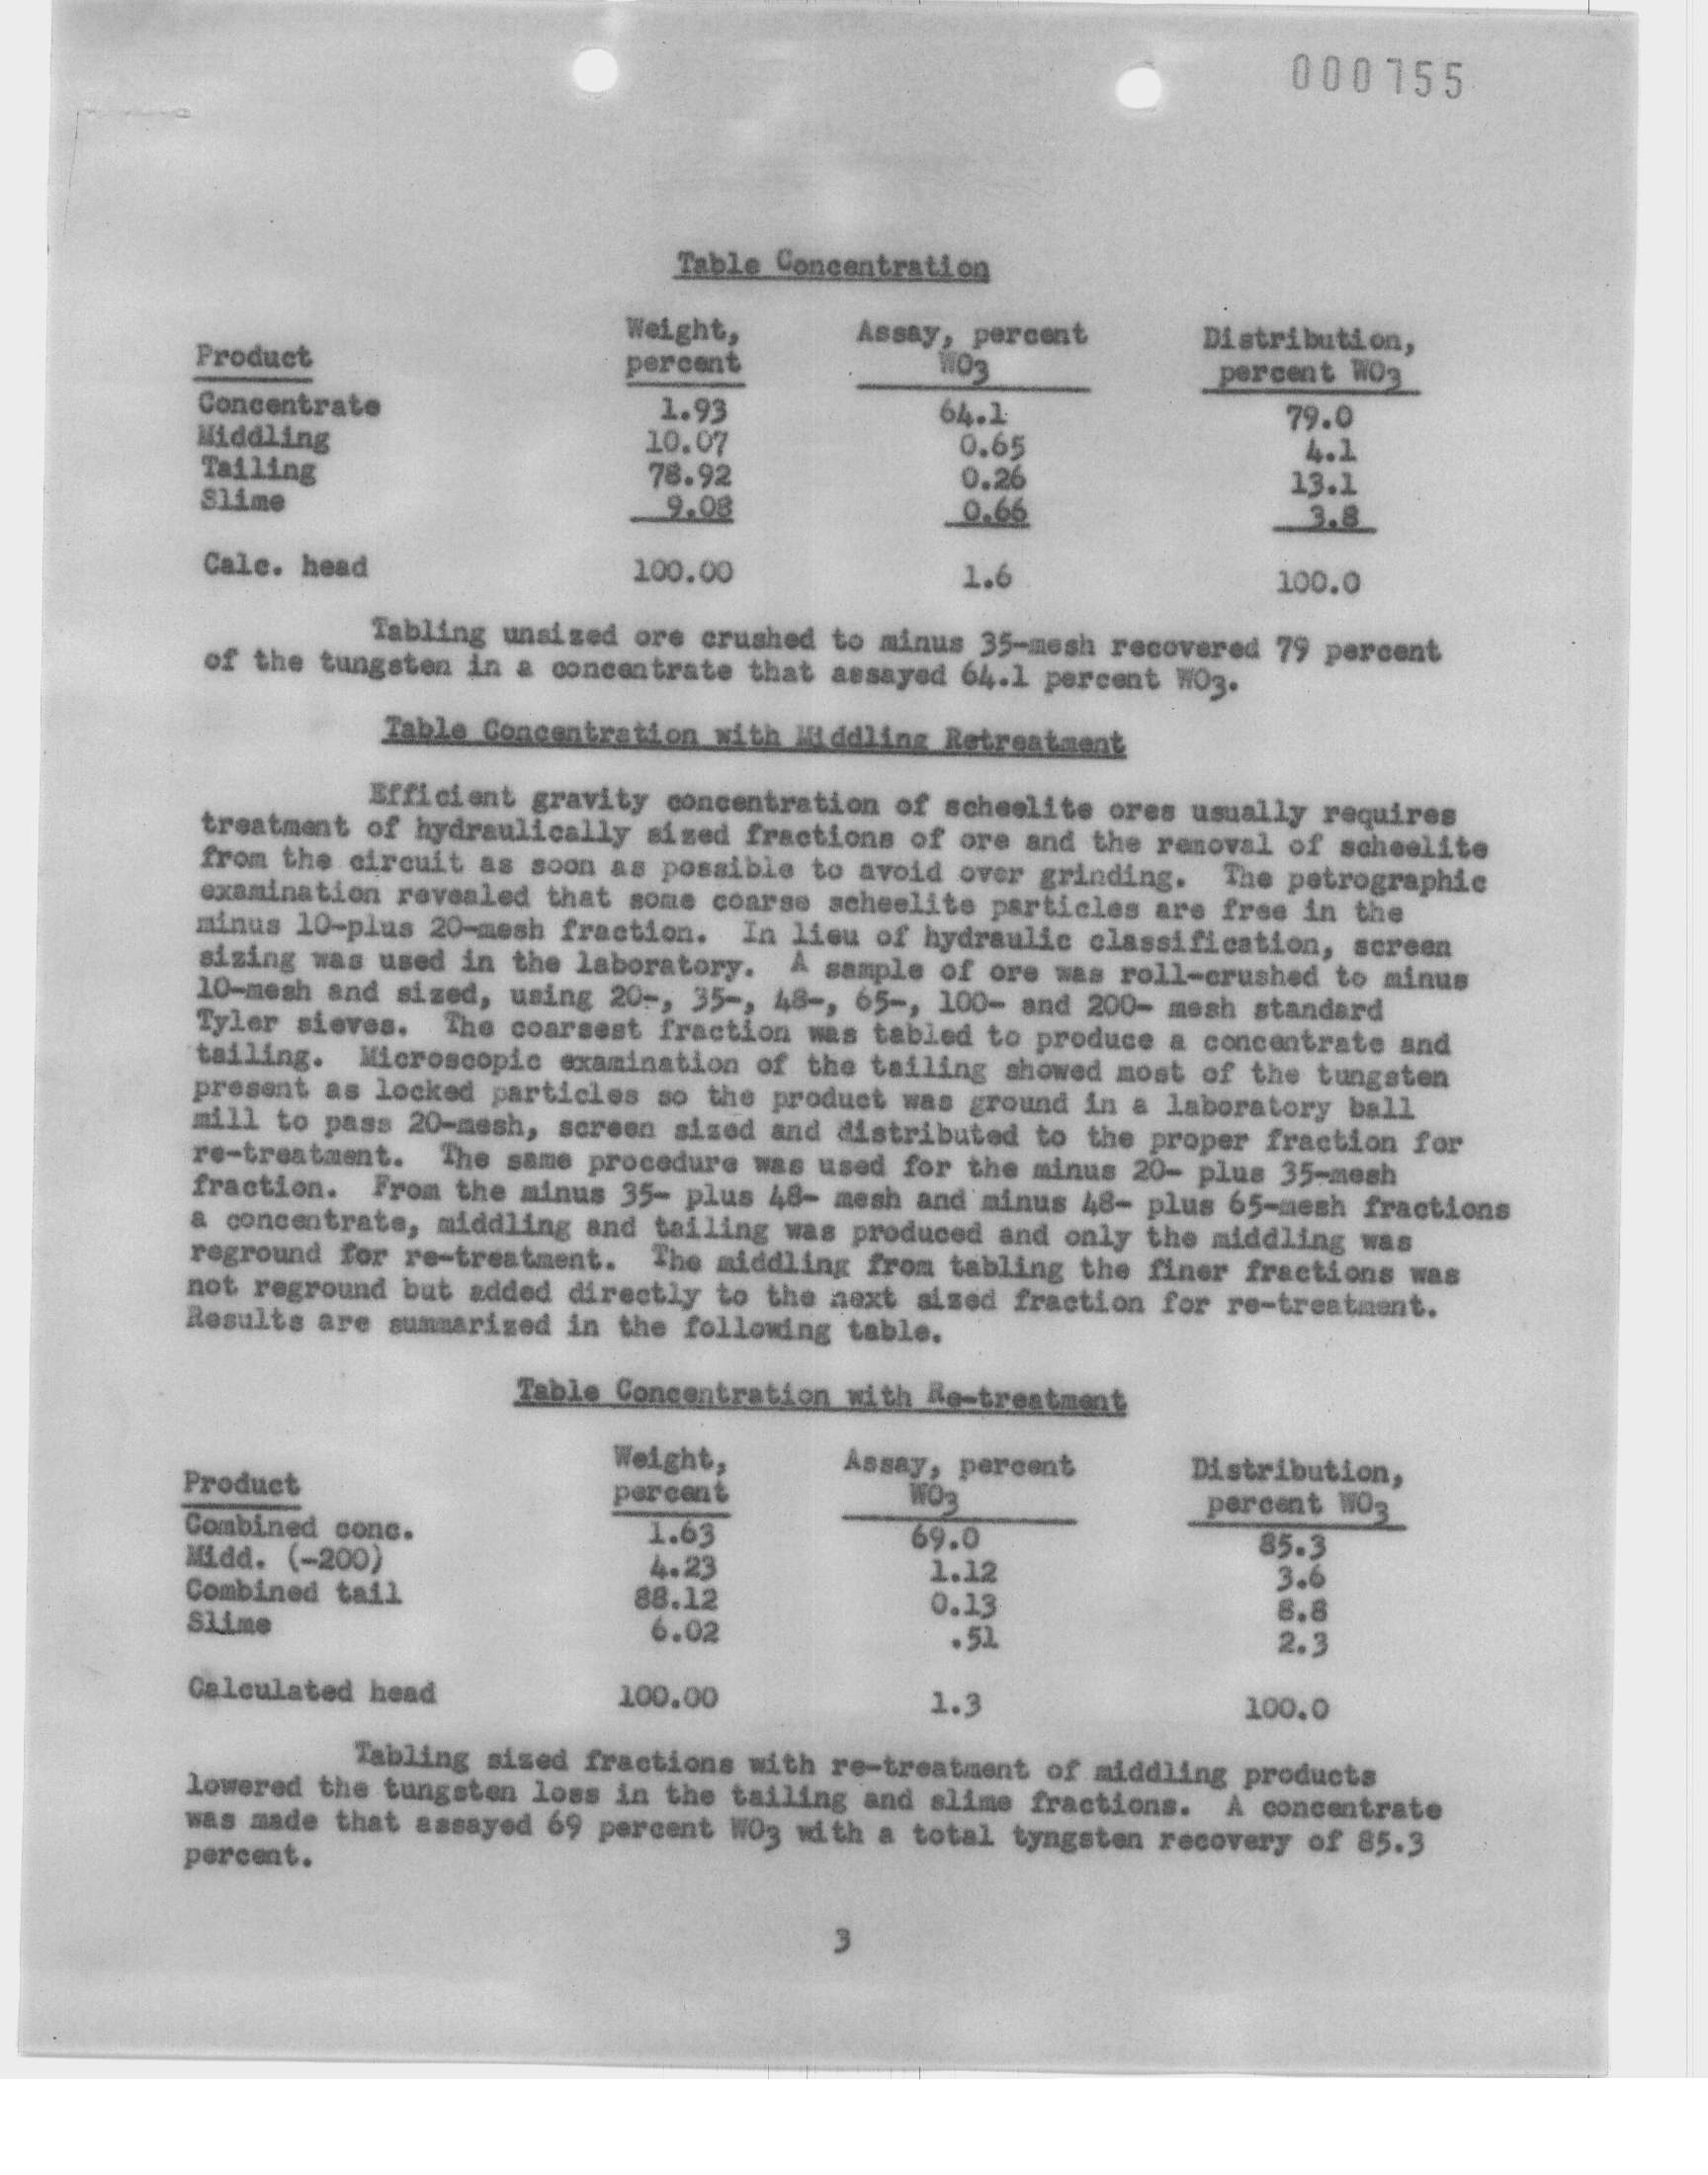 000755
Table Concentration
Product Weight, percent Assay, percent WO3 Distribution, percent WO3
Concentrate 1.93 64.1 79.0
Middling 10.07 0.65 4.1
Tailing 78.92 0.26 13.1
Slime 9.08 0.66 3.8
Calc. head 100.00 1.6 100.0
Tabling unsized ore crushed to minus 35-mesh recovered 79 percent
of the tungsten in a concentrate that assayed 64.1 percent WO3.
Table Concentration with Middling Retreatment
Efficient gravity concentration of scheelite ores usually requires
treatment of hydraulically sized fractions of ore and the removal of scheelite
from the circuit as soon as possible to avoid over grinding. The petrographic
examination revealed that some coarse scheelite particles are free in the
minus 10-plus 20-mesh fraction. In lieu of hydraulic classification, screen
sizing was used in the laboratory. A sample of ore was roll-crushed to minus
10-mesh and sized, using 20-, 35-, 48-, 65-, 100- and 200- mesh standard
Tyler sieves. The coarsest fraction was tabled to produce a concentrate and
tailing. Microscopic examination of the tailing showed most of the tungsten
present as locked particles so the product was ground in a laboratory ball
mill to pass 20-mesh, screen sized and distributed to the proper fraction for
re-treatment. The same procedure was used for the minus 20- plus 35-mesh
fraction. From the minus 35- plus 48- mesh and minus 48- plus 65-mesh fractions
a concentrate, middling and tailing was produced and only the middling was
reground for re-treatment. The middling from tabling the finer fractions was
not reground but added directly to the next sized fraction for re-treatment.
Results are summarized in the following table.
Table Concentration with Re-treatment
Product Weight, percent Assay, percent WO3 Distribution, percent WO3
Combined conc. 1.63 69.0 85.3
Midd. (-200) 4.23 1.12 3.6
Combined tail 88.12 0.13 8.8
Slime 6.02 .51 2.3
Calculated head 100.00 1.3 100.0
Tabling sized fractions with re-treatment of middling products
lowered the tungsten loss in the tailing and slime fractions. A concentrate
was made that assayed 69 percent WO3 with a total tyngsten recovery of 85.3
percent.
3